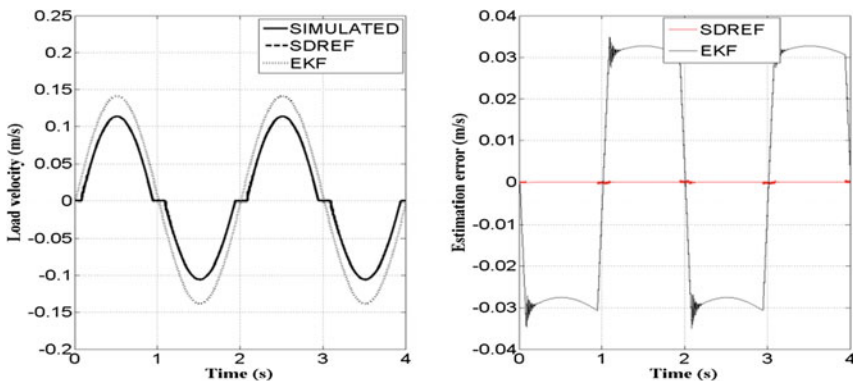 0.25
0.2
0.15
0.1
0.05
0
-0.05
-0.1
-0.15
-0.2
Load velocity (m/s)
SIMULATED
SDREF
EKF
0 1 2 3 4
Time (s)
0.04
0.03
0.02
0.01
0
-0.01
-0.02
-0.03
-0.04
Estimation error (m/s)
SDREF
EKF
0 1 2 3 4
Time (s)